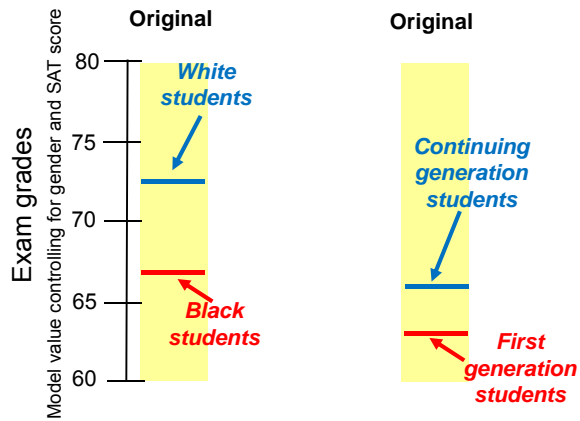 Original
Original
Exam grades
Model value controlling for gender and SAT score
80
75
70
65
60
White
students
Black
students
Continuing
generation
students
First
generation
students